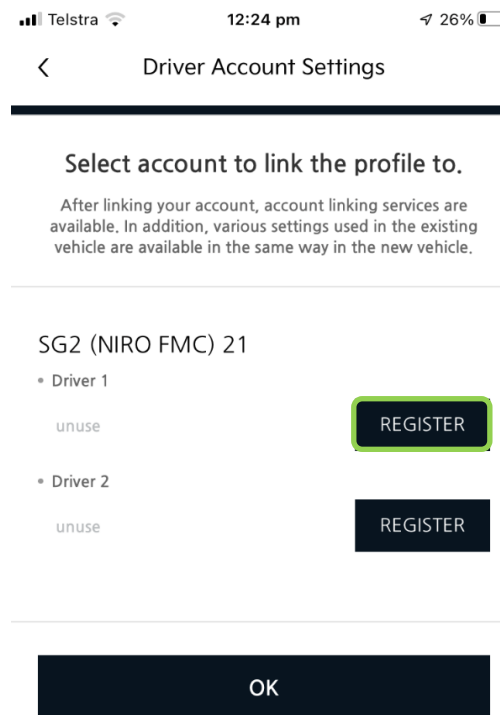 Telstra 12:24 pm 26%
Driver Account Settings
Select account to link the profile to.
After linking your account, account linking services are
available. In addition, various settings used in the existing
vehicle are available in the same way in the new vehicle.
SG2 (NIRO FMC) 21
• Driver 1
unuse REGISTER
• Driver 2
unuse REGISTER
OK